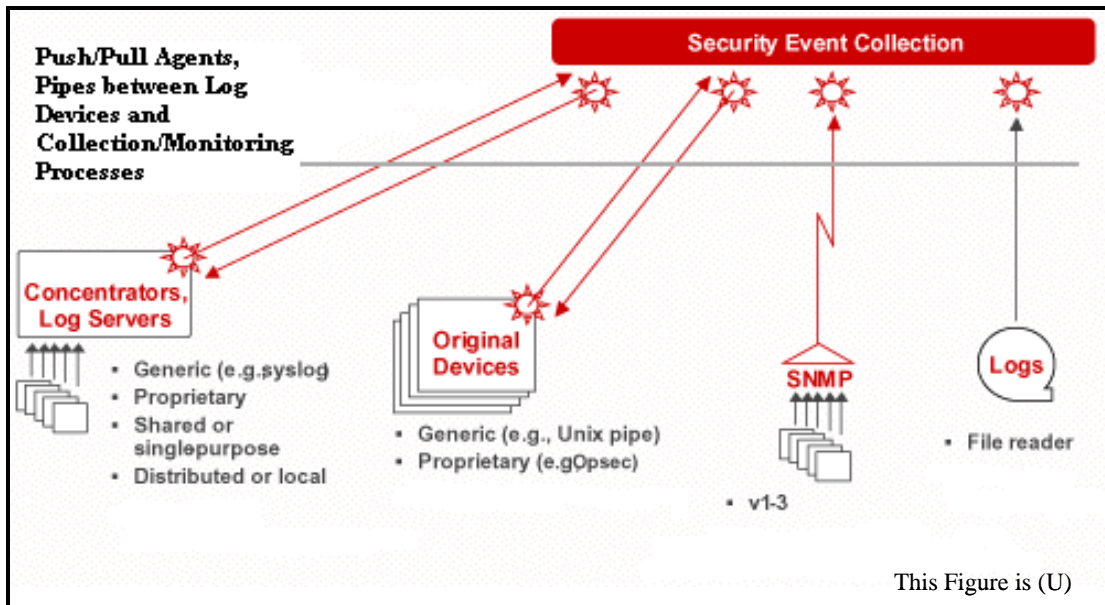 Push/Pull Agents,
Pipes between Log
Devices and
Collection/Monitoring
Processes
Security Event Collection
Concentrators,
Log Servers
▪ Generic (e.g.,syslog)
▪ Proprietary
▪ Shared or
singlepurpose
▪ Distributed or local
Original
Devices
▪ Generic (e.g., Unix pipe)
▪ Proprietary (e.gOpsec)
SNMP
▪ v1-3
Logs
▪ File reader
This Figure is (U)